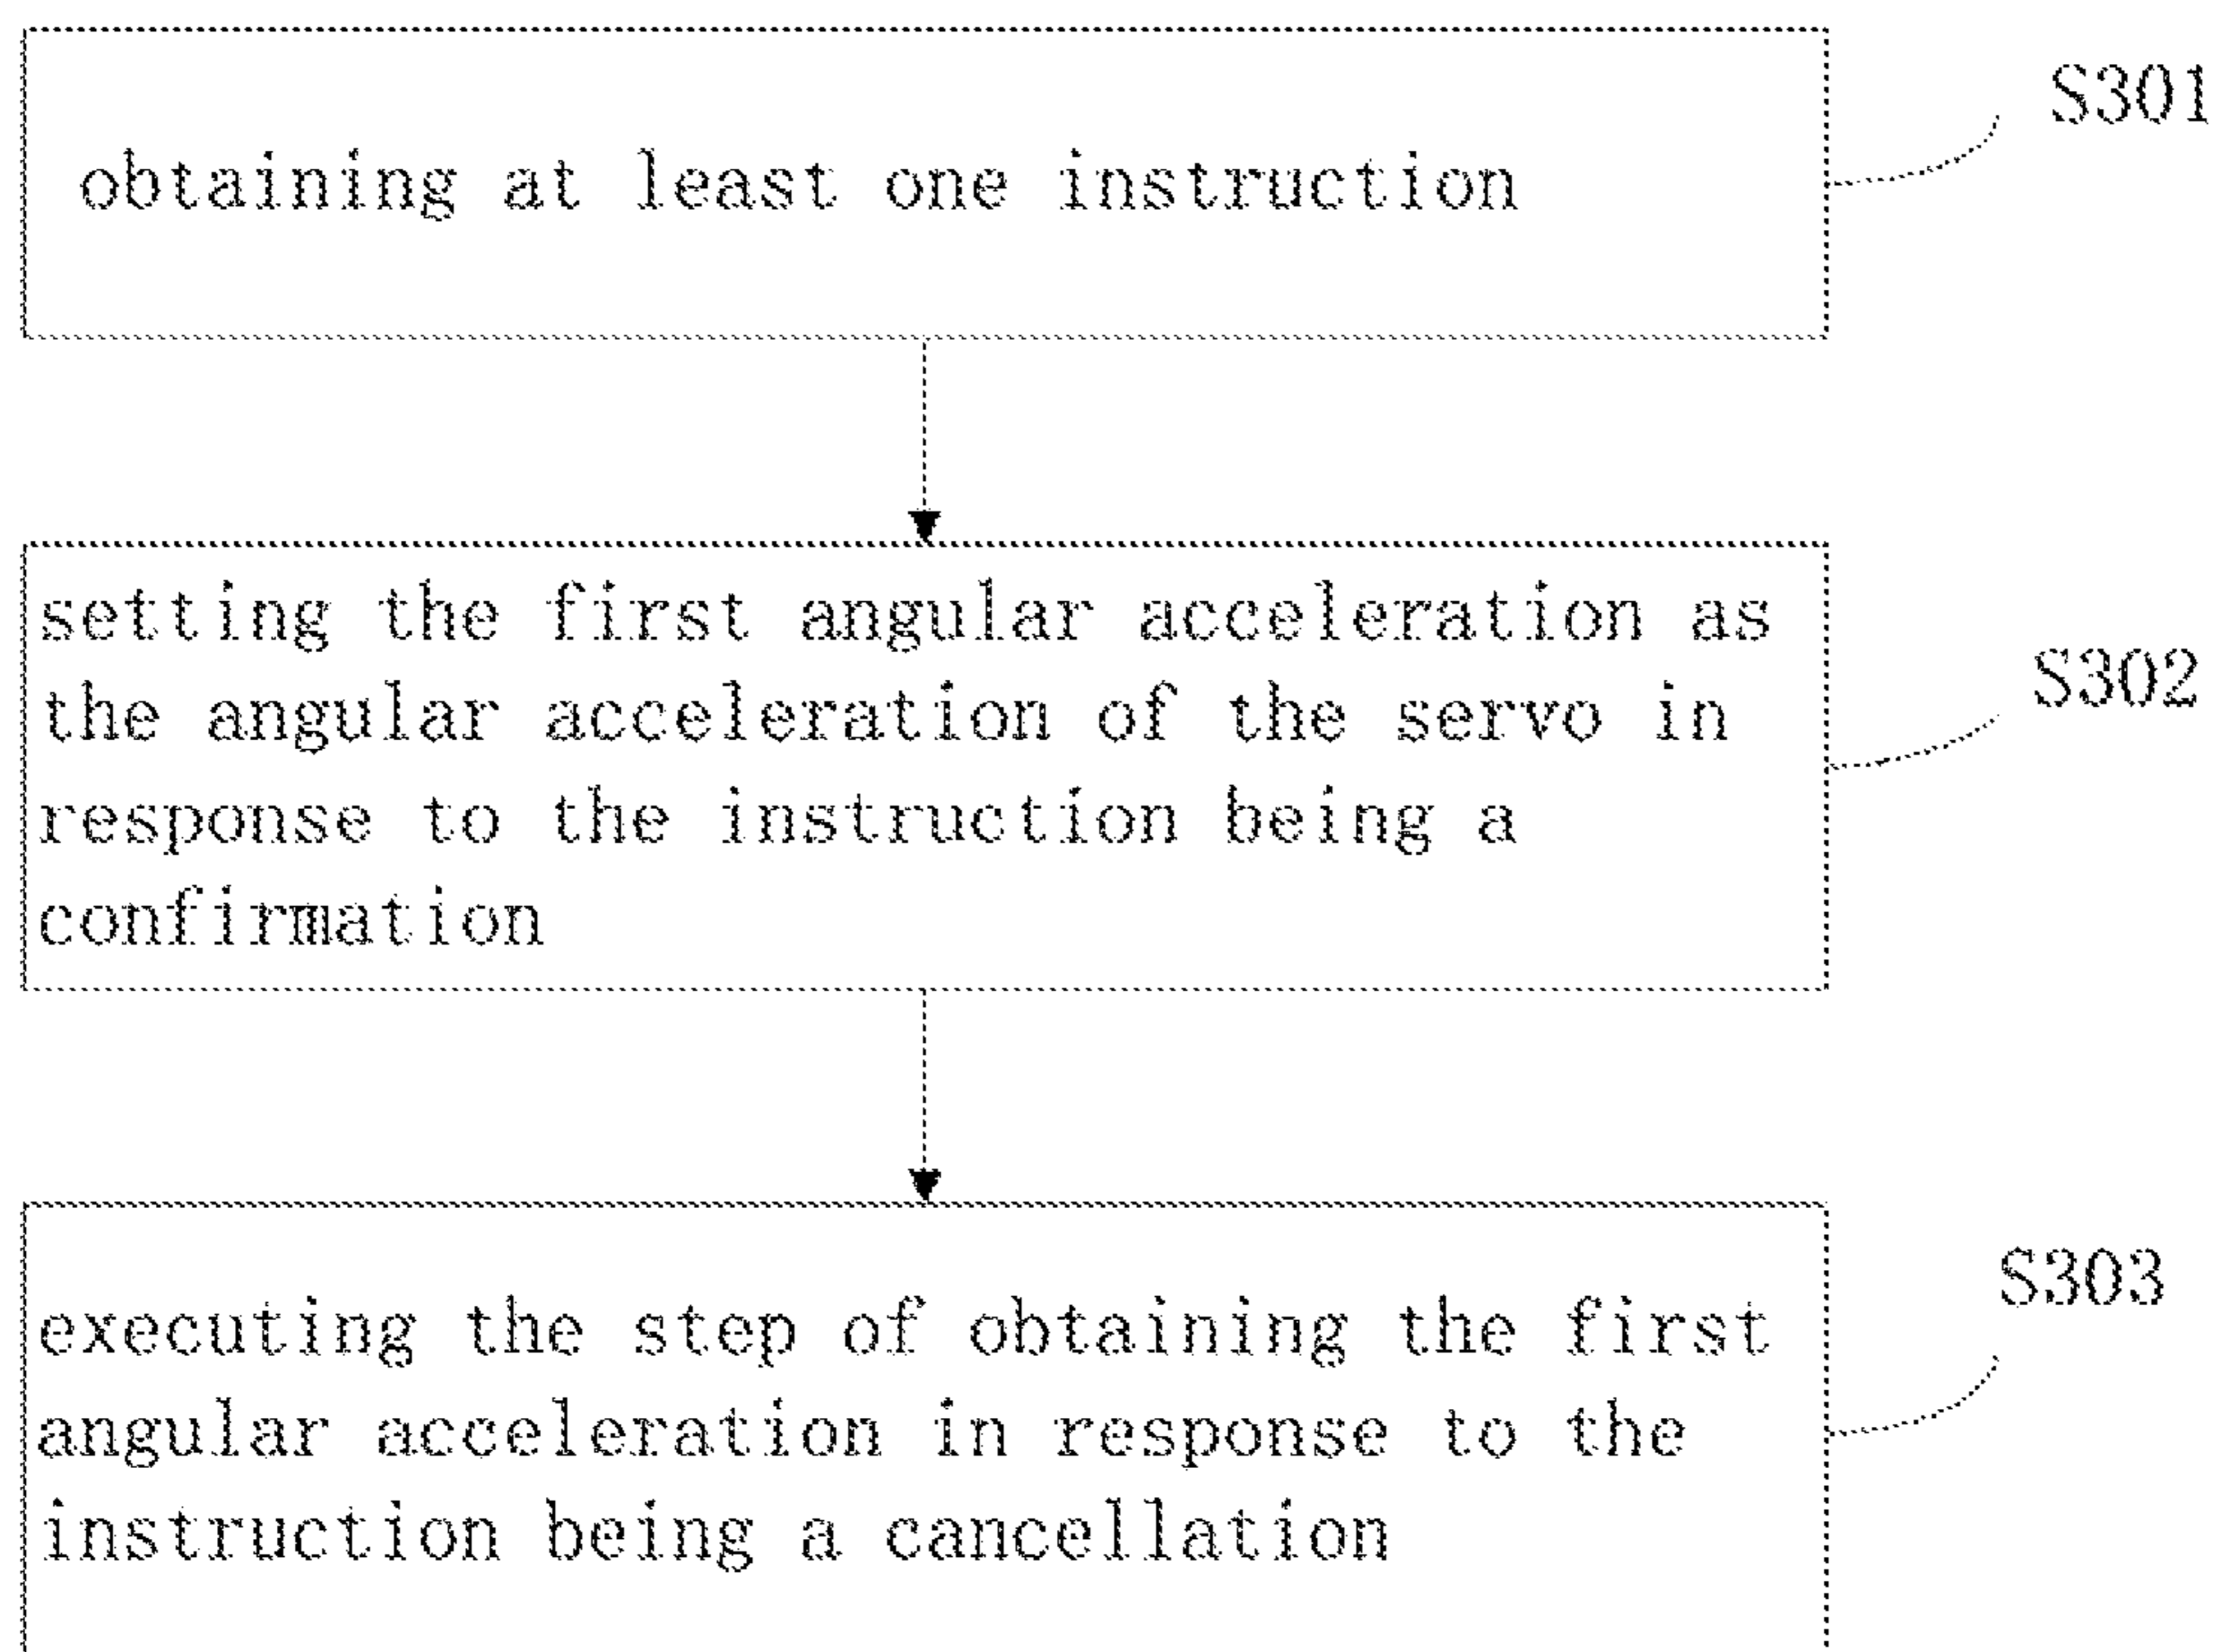 obtaining at least one instruction
S301
setting the first angular acceleration as
the angular acceleration of the servo in
response to the instruction being a
confirmation
S302
executing the step of obtaining the first
angular acceleration in response to the
instruction being a cancellation
S303